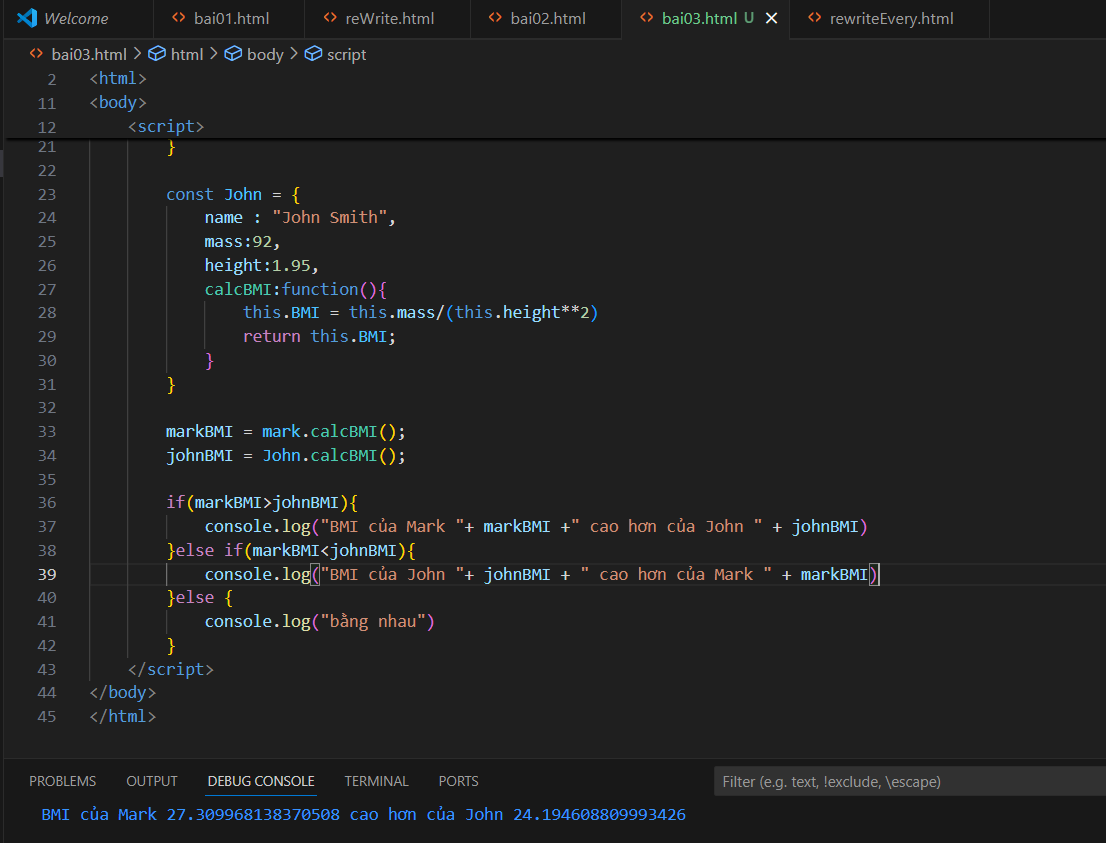 Welcome bai01.html reWrite.html bai02.html bai03.html U rewriteEvery.html
bai03.html > html > body > script
2 <html>
11 <body>
12 <script>
21 }
22
23 const John = {
24 name : "John Smith",
25 mass:92,
26 height:1.95,
27 calcBMI:function(){
28 this.BMI = this.mass/(this.height**2)
29 return this.BMI;
30 }
31 }
32
33 markBMI = mark.calcBMI();
34 johnBMI = John.calcBMI();
35
36 if(markBMI>johnBMI){
37 console.log("BMI của Mark "+ markBMI +" cao hơn của John " + johnBMI)
38 }else if(markBMI<johnBMI){
39 console.log("BMI của John "+ johnBMI + " cao hơn của Mark " + markBMI)
40 }else {
41 console.log("bằng nhau")
42 }
43 </script>
44 </body>
45 </html>
PROBLEMS OUTPUT DEBUG CONSOLE TERMINAL PORTS Filter (e.g. text, !exclude, \escape)
BMI của Mark 27.309968138370508 cao hơn của John 24.194608809993426